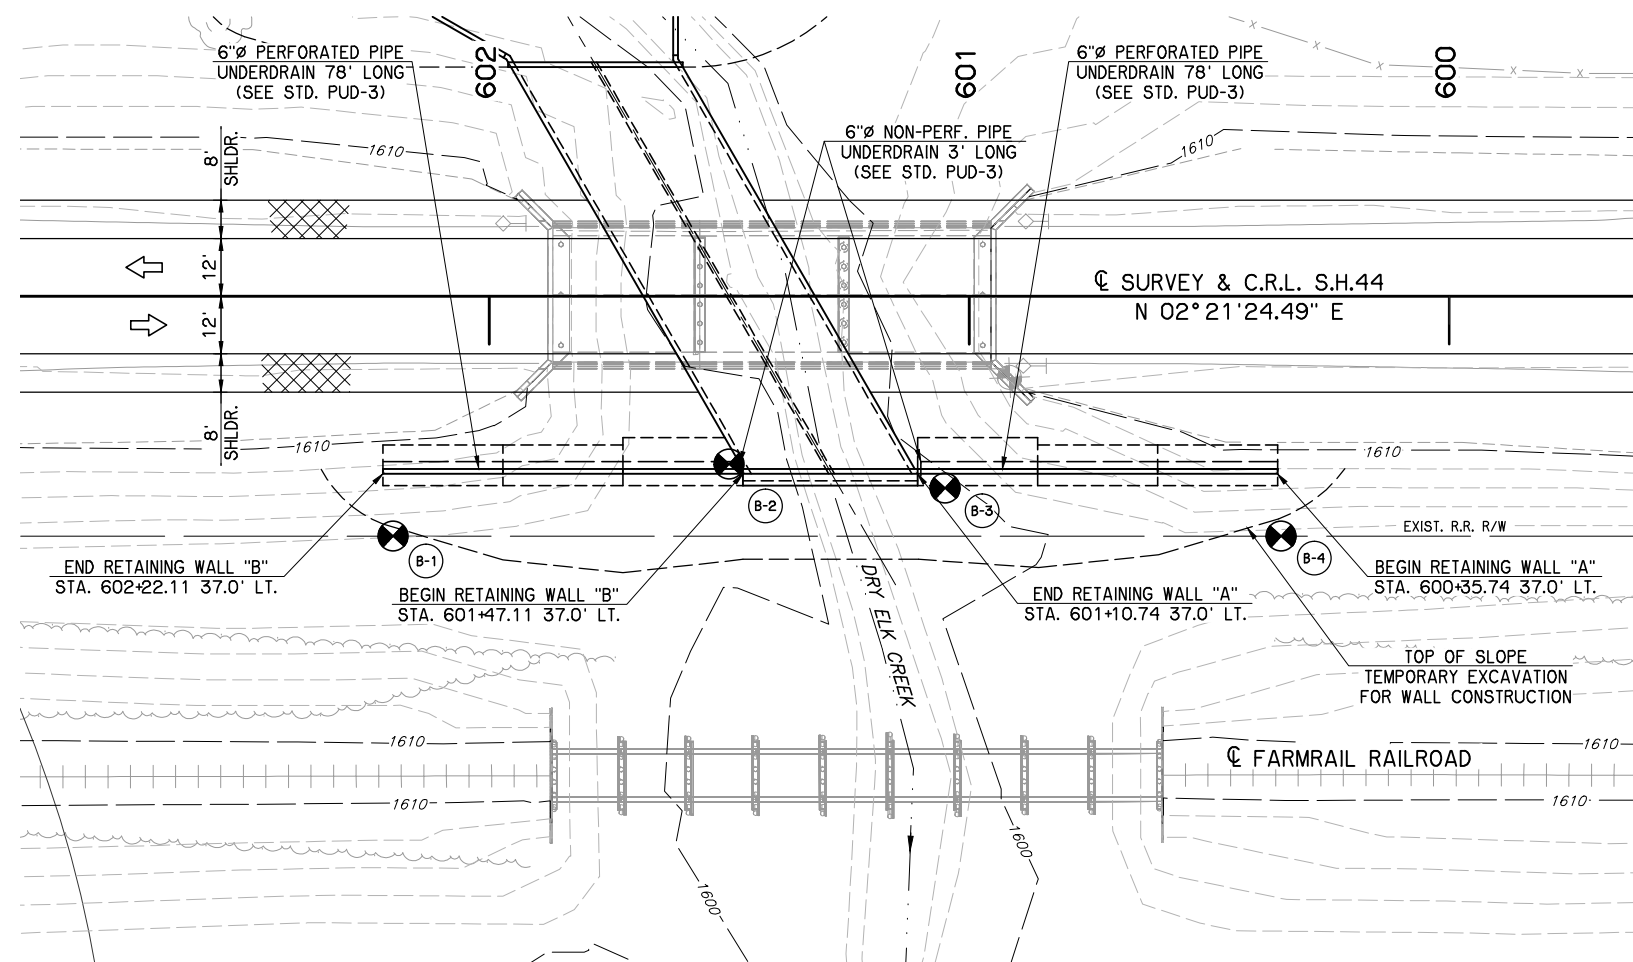 6"ø PERFORATED PIPE
UNDERDRAIN 78' LONG
(SEE STD. PUD-3)
602
601
6"ø PERFORATED PIPE
UNDERDRAIN 78' LONG
(SEE STD. PUD-3)
600
6"ø NON-PERF. PIPE
UNDERDRAIN 3' LONG
(SEE STD. PUD-3)
1610
1610
8'
SHLDR.
12'
12'
8'
SHLDR.
℄ SURVEY & C.R.L. S.H.44
N 02°21'24.49" E
1610
1610
B-2
B-3
EXIST. R.R. R/W
B-1
B-4
END RETAINING WALL "B"
STA. 602+22.11 37.0' LT.
BEGIN RETAINING WALL "B"
STA. 601+47.11 37.0' LT.
DRY ELK CREEK
END RETAINING WALL "A"
STA. 601+10.74 37.0' LT.
BEGIN RETAINING WALL "A"
STA. 600+35.74 37.0' LT.
TOP OF SLOPE
TEMPORARY EXCAVATION
FOR WALL CONSTRUCTION
1610
1610
℄ FARMRAIL RAILROAD
1610
1610
1600
1600